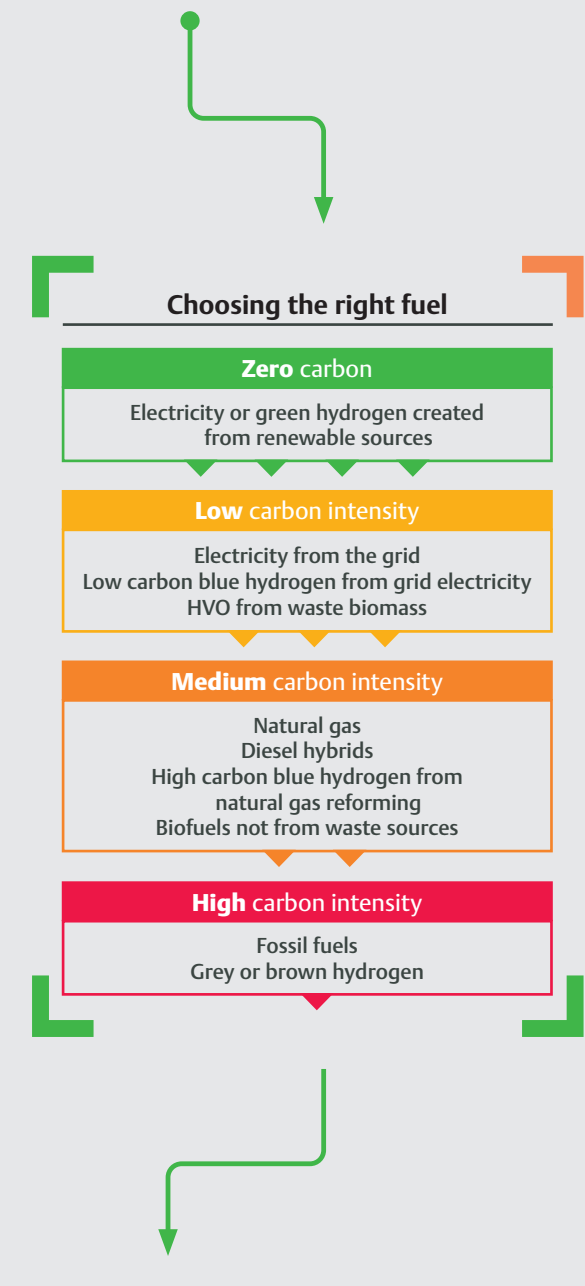 Choosing the right fuel
Zero carbon
Electricity or green hydrogen created
from renewable sources
Low carbon intensity
Electricity from the grid
Low carbon blue hydrogen from grid electricity
HVO from waste biomass
Medium carbon intensity
Natural gas
Diesel hybrids
High carbon blue hydrogen from
natural gas reforming
Biofuels not from waste sources
High carbon intensity
Fossil fuels
Grey or brown hydrogen